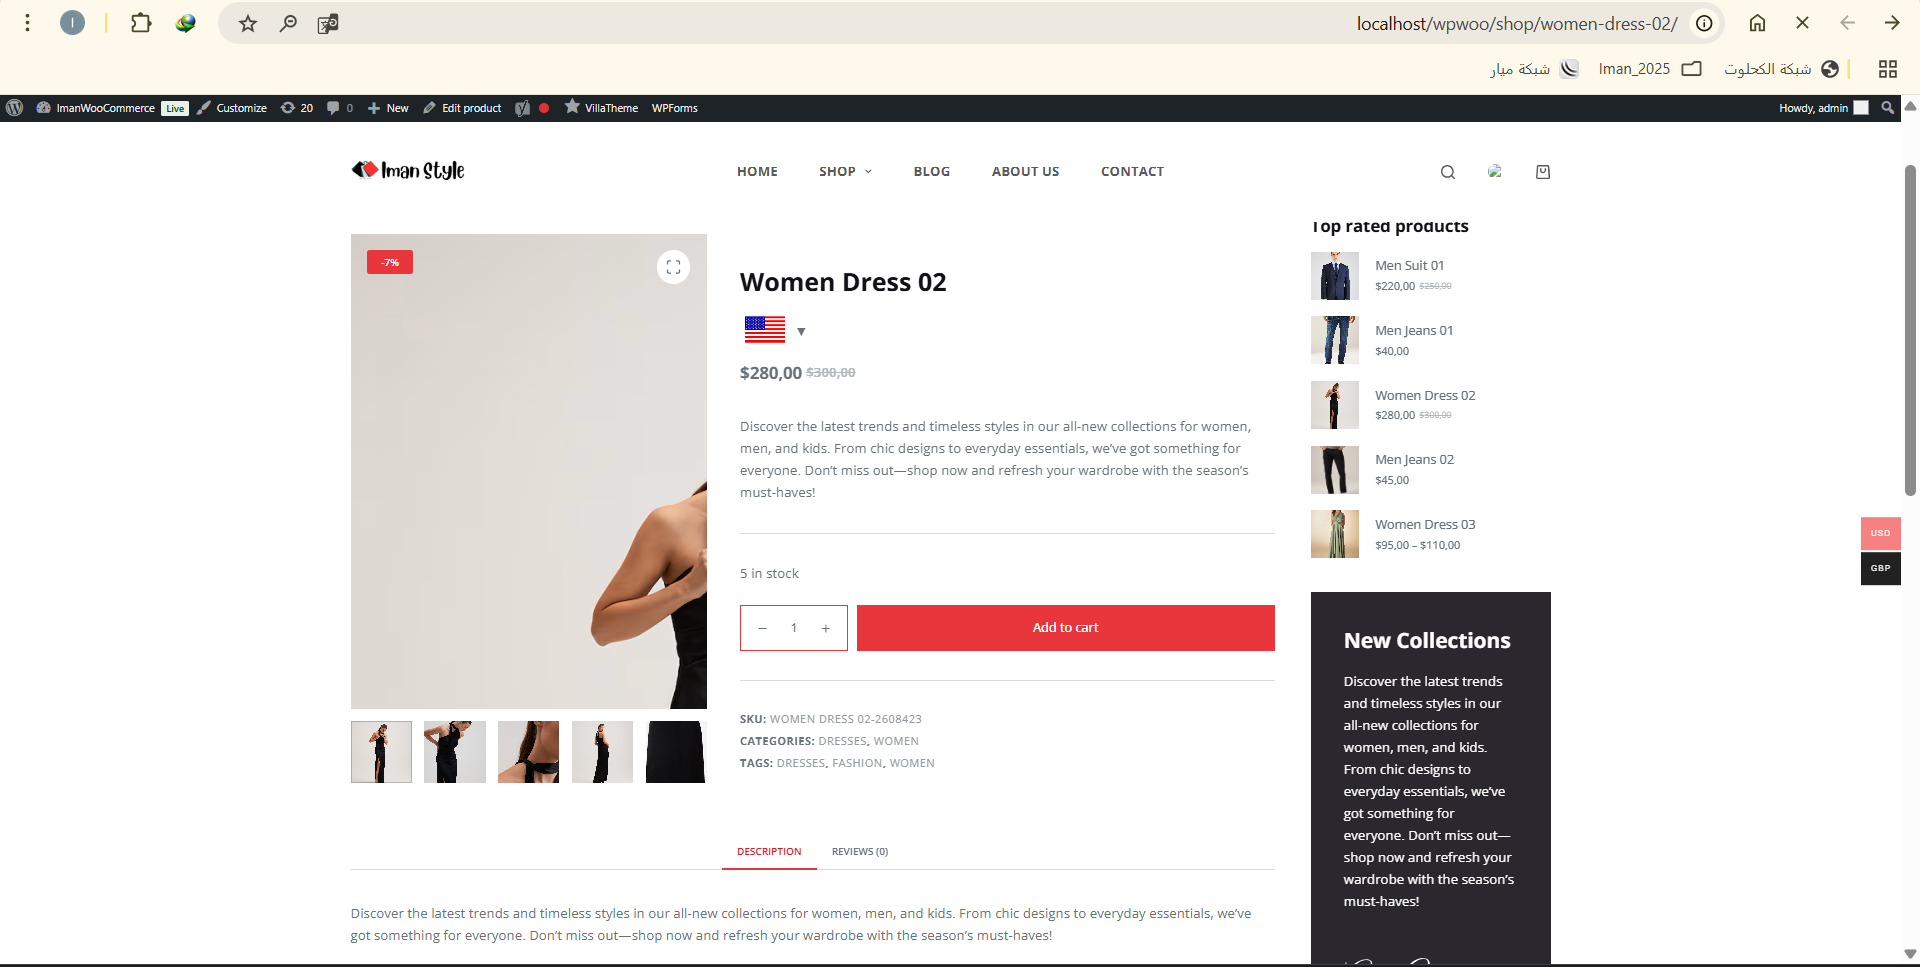 I
localhost/wpwoo/shop/women-dress-02/
شبكة ميار
Iman_2025
شبكة الكحلوت
ImanWooCommerce Live Customize 20 0 New Edit product VillaTheme WPForms
Howdy, admin
Iman Style
HOME SHOP BLOG ABOUT US CONTACT
-7%
Women Dress 02
$280,00 $300,00
Discover the latest trends and timeless styles in our all-new collections for women,
men, and kids. From chic designs to everyday essentials, we’ve got something for
everyone. Don’t miss out—shop now and refresh your wardrobe with the season’s
must-haves!
5 in stock
− 1 +
Add to cart
SKU: WOMEN DRESS 02-2608423
CATEGORIES: DRESSES, WOMEN
TAGS: DRESSES, FASHION, WOMEN
DESCRIPTION REVIEWS (0)
Discover the latest trends and timeless styles in our all-new collections for women, men, and kids. From chic designs to everyday essentials, we’ve
got something for everyone. Don’t miss out—shop now and refresh your wardrobe with the season’s must-haves!
Top rated products
Men Suit 01
$220,00 $250,00
Men Jeans 01
$40,00
Women Dress 02
$280,00 $300,00
Men Jeans 02
$45,00
Women Dress 03
$95,00 – $110,00
New Collections
Discover the latest trends
and timeless styles in our
all-new collections for
women, men, and kids.
From chic designs to
everyday essentials, we’ve
got something for
everyone. Don’t miss out—
shop now and refresh your
wardrobe with the season’s
must-haves!
USD
GBP